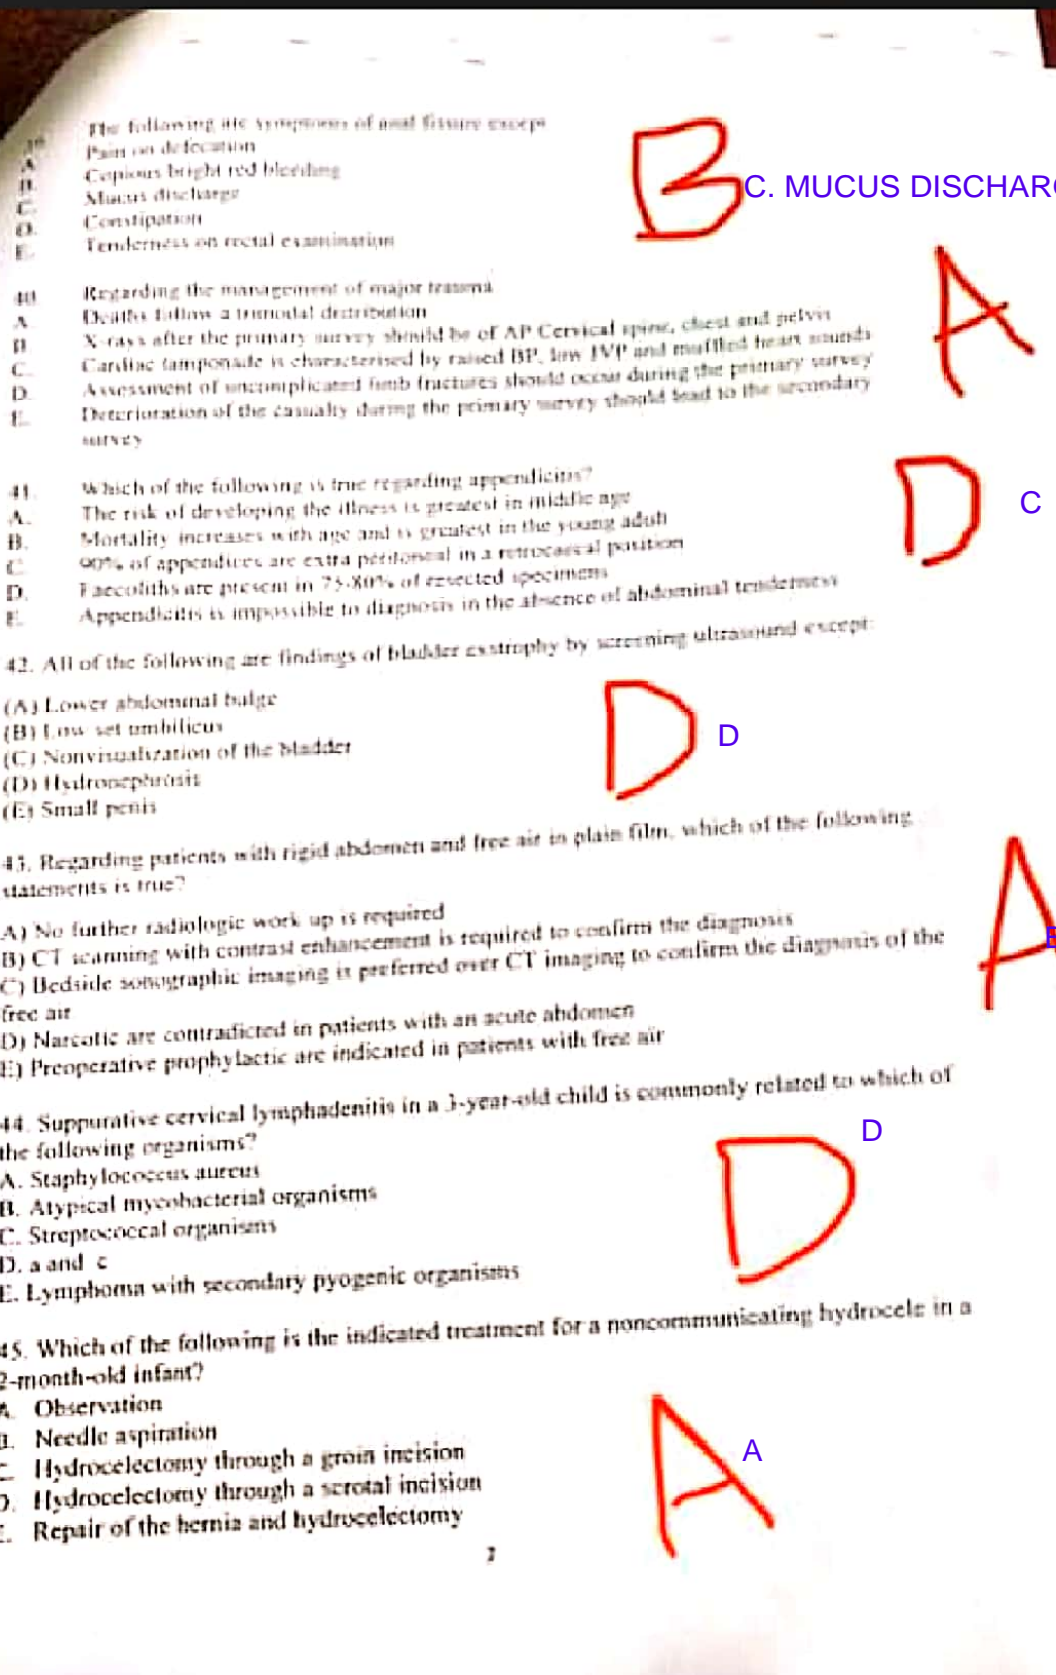 The following are symptoms of anal fissure except
B
A. Pain on defecation
B. Copious bright red bleeding
C. MUCUS DISCHAR
C. Mucus discharge
D. Constipation
E. Tenderness on rectal examination
A
40 Regarding the management of major trauma
A Deaths follow a trimodal distribution
B X-rays after the primary survey should be of AP Cervical spine, chest and pelvis
C. Cardiac tamponade is characterised by raised BP, low JVP and muffled heart sounds
D. Assessment of uncomplicated limb fractures should occur during the primary survey
E. Deterioration of the casualty during the primary survey should lead to the secondary
survey
41. Which of the following is true regarding appendicitis?
D
C
A. The risk of developing the illness is greatest in middle age
B. Mortality increases with age and is greatest in the young adult
C 90% of appendices are extra peritoneal in a retrocaecal position
D. Faecoliths are present in 75-80% of resected specimens
E. Appendicitis is impossible to diagnosis in the absence of abdominal tenderness
42. All of the following are findings of bladder exstrophy by screening ultrasound except:
(A) Lower abdominal bulge
D
D
(B) Low set umbilicus
(C) Nonvisualization of the bladder
(D) Hydronephrosis
(E) Small penis
43. Regarding patients with rigid abdomen and free air in plain film, which of the following
statements is true?
A
A) No further radiologic work up is required
B) CT scanning with contrast enhancement is required to confirm the diagnosis
C) Bedside sonographic imaging is preferred over CT imaging to confirm the diagnosis of the
free air
D) Narcotic are contradicted in patients with an acute abdomen
E) Preoperative prophylactic are indicated in patients with free air
44. Suppurative cervical lymphadenitis in a 3-year-old child is commonly related to which of
the following organisms?
D
D
A. Staphylococcus aureus
B. Atypical mycobacterial organisms
C. Streptococcal organisms
D. a and c
E. Lymphoma with secondary pyogenic organisms
45. Which of the following is the indicated treatment for a noncommunicating hydrocele in a
2-month-old infant?
A. Observation
A
A
Needle aspiration
Hydrocelectomy through a groin incision
Hydrocelectomy through a scrotal incision
Repair of the hernia and hydrocelectomy
7